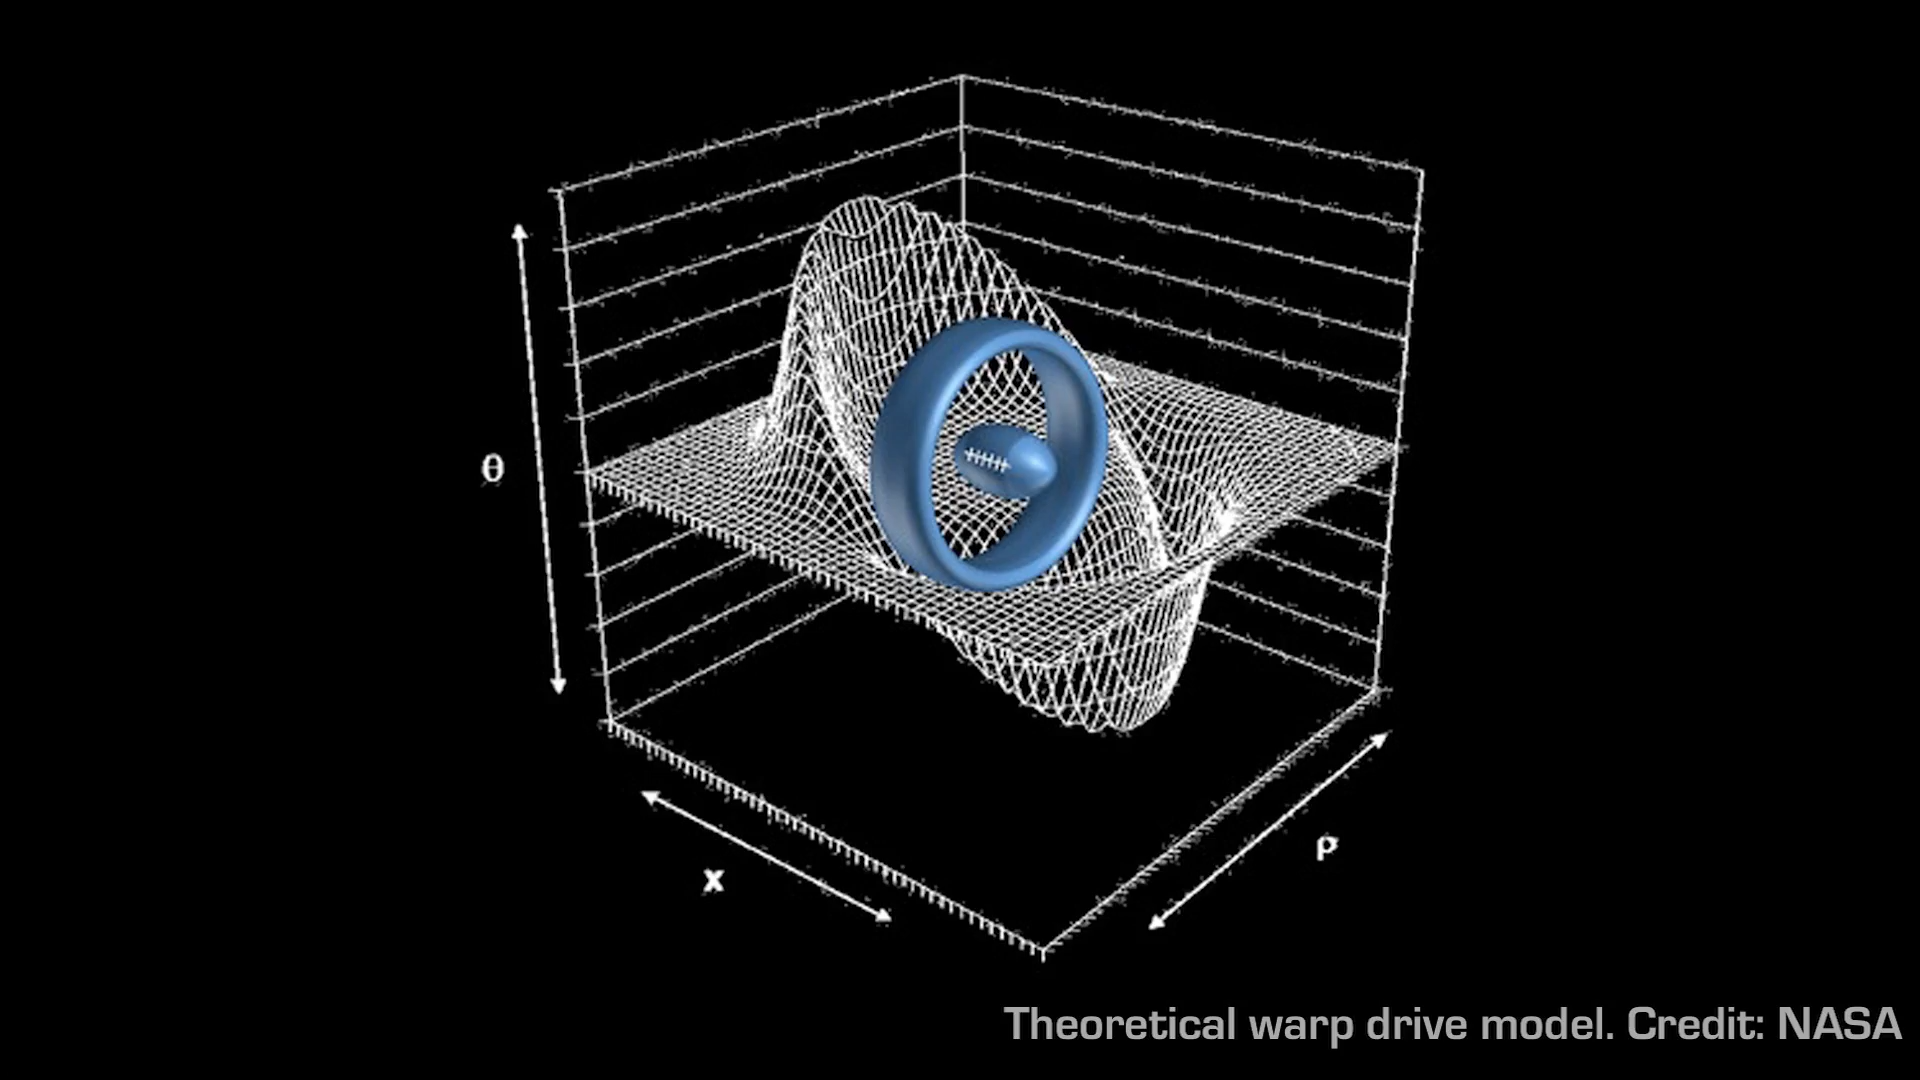 θ
x
ρ
Theoretical warp drive model. Credit: NASA